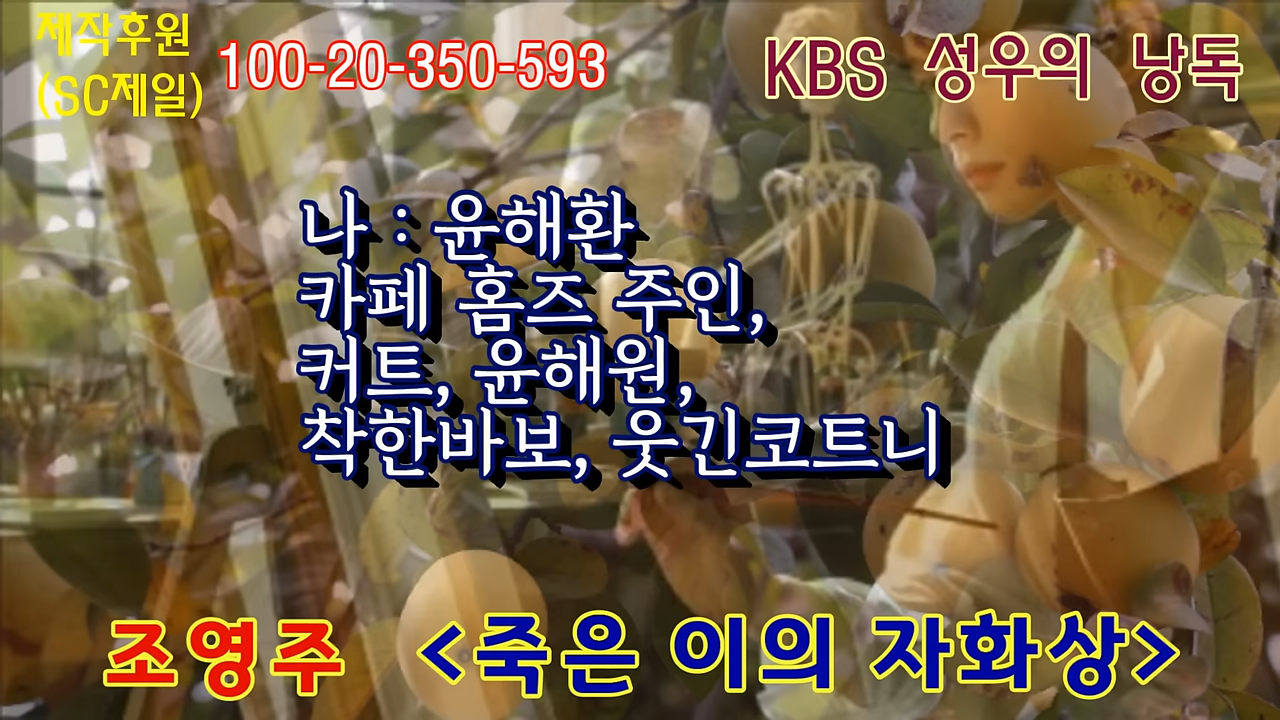 제작후원
(SC제일)
100-20-350-593
KBS 성우의 낭독
나 : 윤해환
카페 홈즈 주인,
커트, 윤해원,
착한바보, 웃긴코트니
조영주 <죽은 이의 자화상>